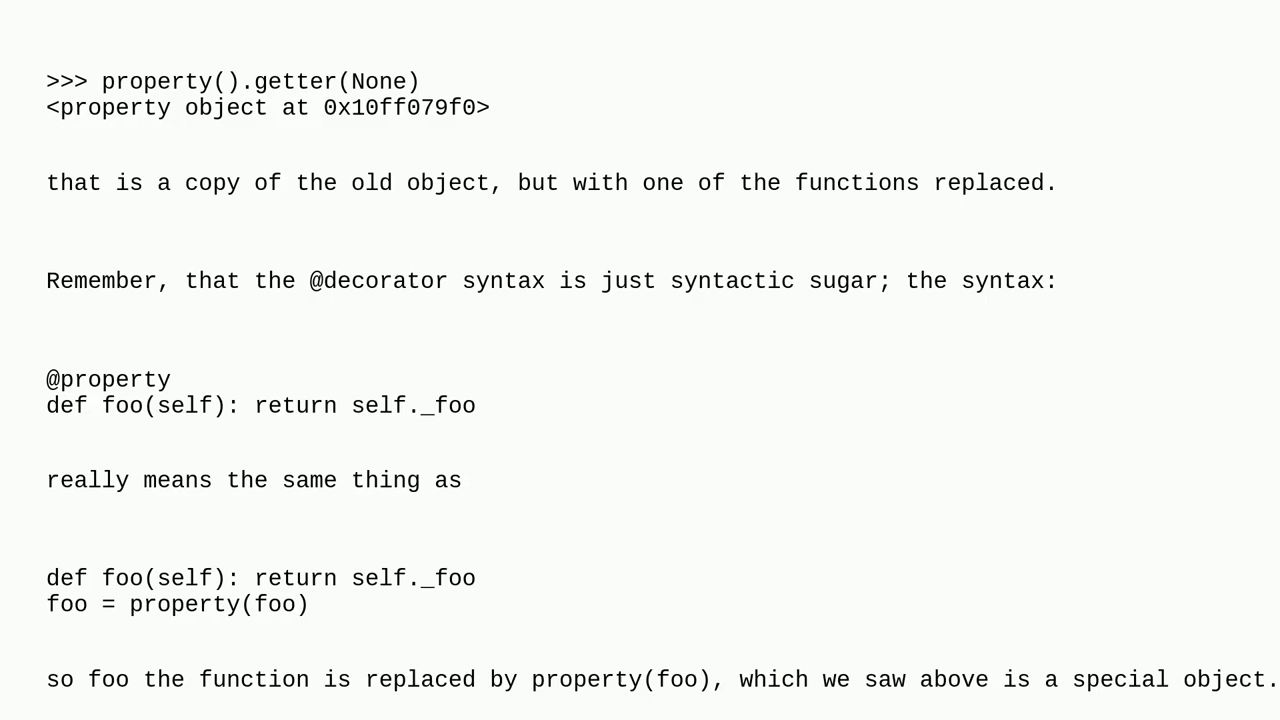 >>> property().getter(None)
<property object at 0x10ff079f0>
that is a copy of the old object, but with one of the functions replaced.
Remember, that the @decorator syntax is just syntactic sugar; the syntax:
@property
def foo(self): return self._foo
really means the same thing as
def foo(self): return self._foo
foo = property(foo)
so foo the function is replaced by property(foo), which we saw above is a special object.